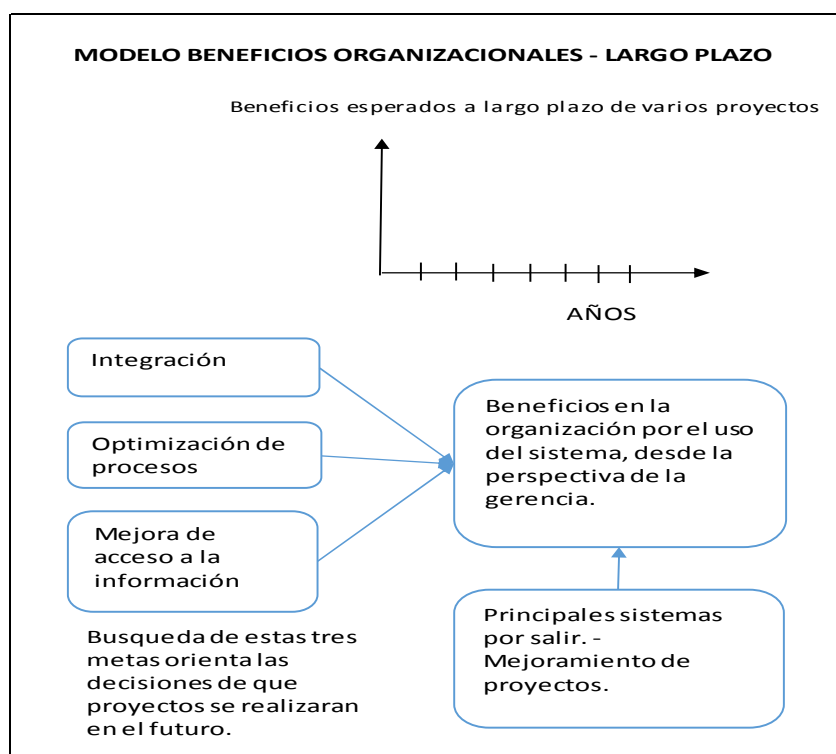 MODELO BENEFICIOS ORGANIZACIONALES - LARGO PLAZO
Beneficios esperados a largo plazo de varios proyectos
AÑOS
Integración
Optimización de
procesos
Mejora de
acceso a la
información
Busqueda de estas tres
metas orienta las
decisiones de que
proyectos se realizaran
en el futuro.
Beneficios en la
organización por el uso
del sistema, desde la
perspectiva de la
gerencia.
Principales sistemas
por salir. -
Mejoramiento de
proyectos.